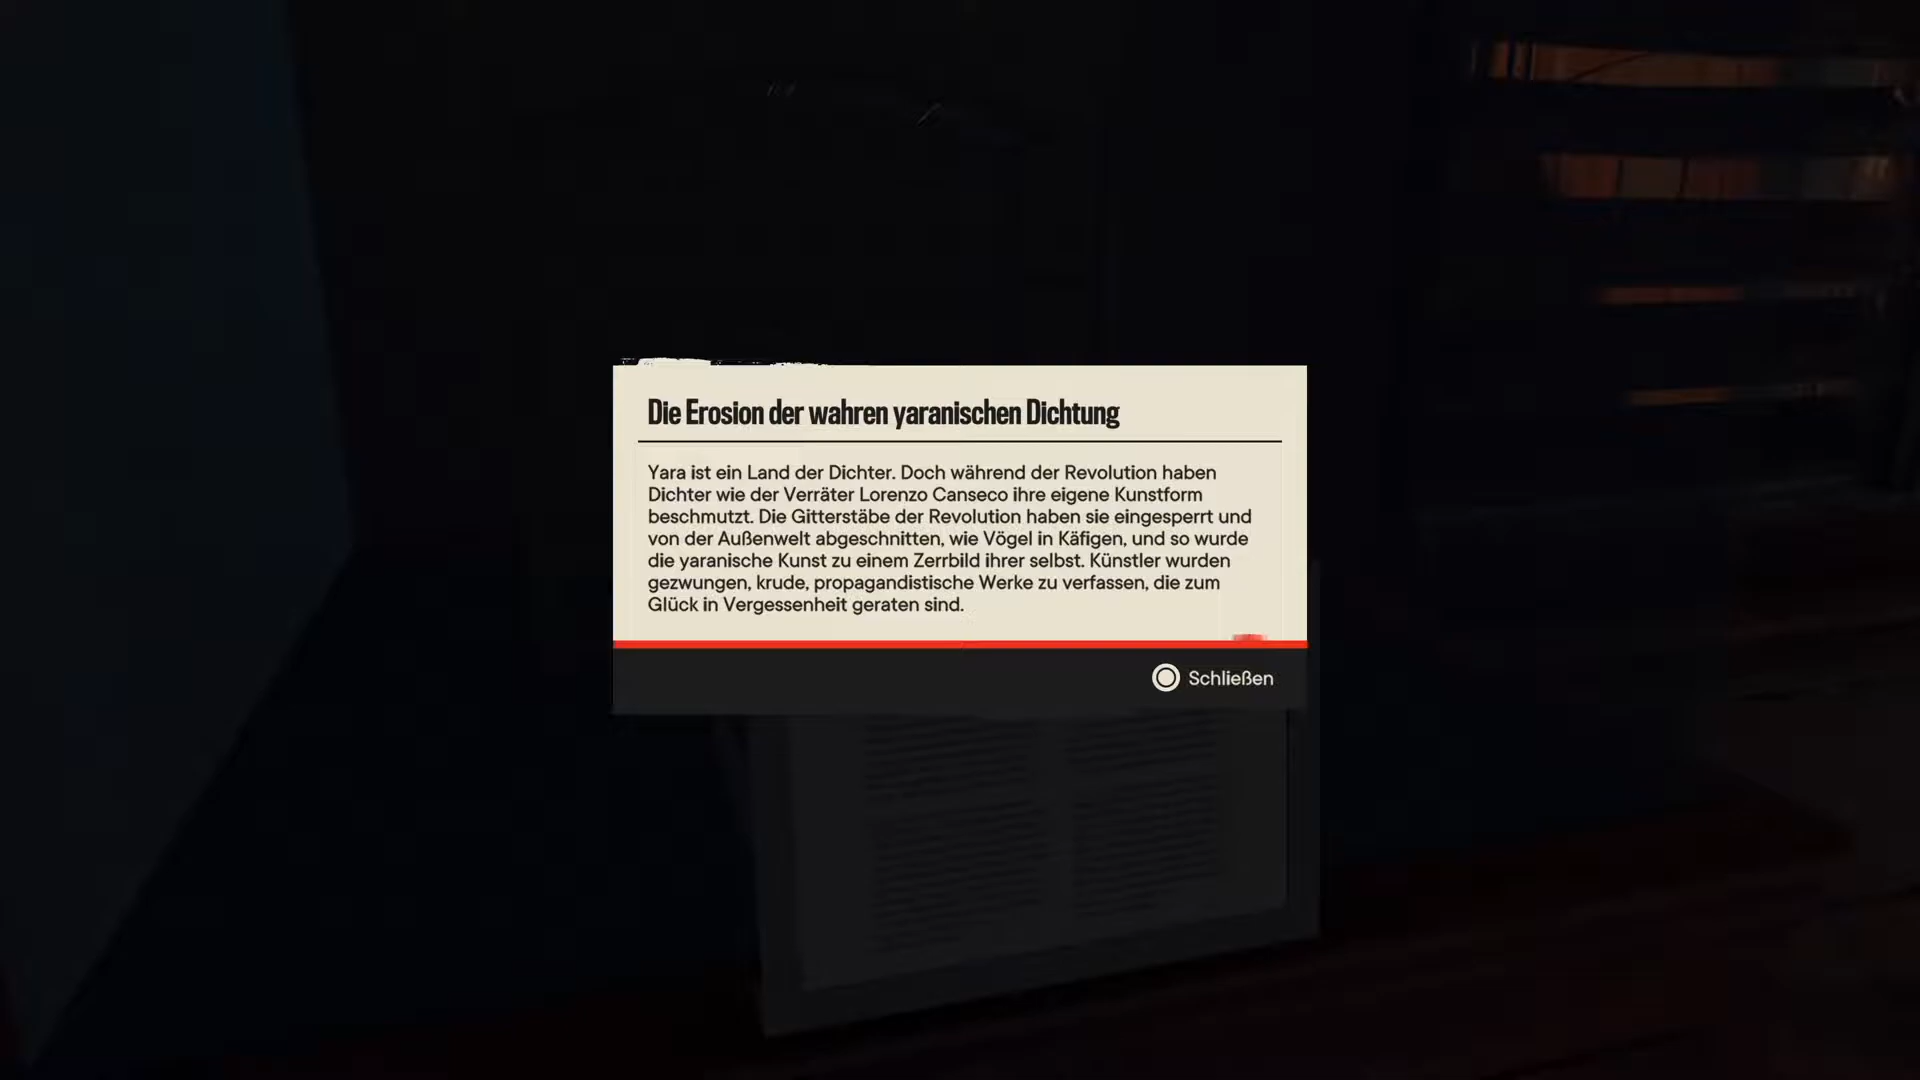 Die Erosion der wahren yaranischen Dichtung
Yara ist ein Land der Dichter. Doch während der Revolution haben
Dichter wie der Verräter Lorenzo Canseco ihre eigene Kunstform
beschmutzt. Die Gitterstäbe der Revolution haben sie eingesperrt und
von der Außenwelt abgeschnitten, wie Vögel in Käfigen, und so wurde
die yaranische Kunst zu einem Zerrbild ihrer selbst. Künstler wurden
gezwungen, krude, propagandistische Werke zu verfassen, die zum
Glück in Vergessenheit geraten sind.
Schließen